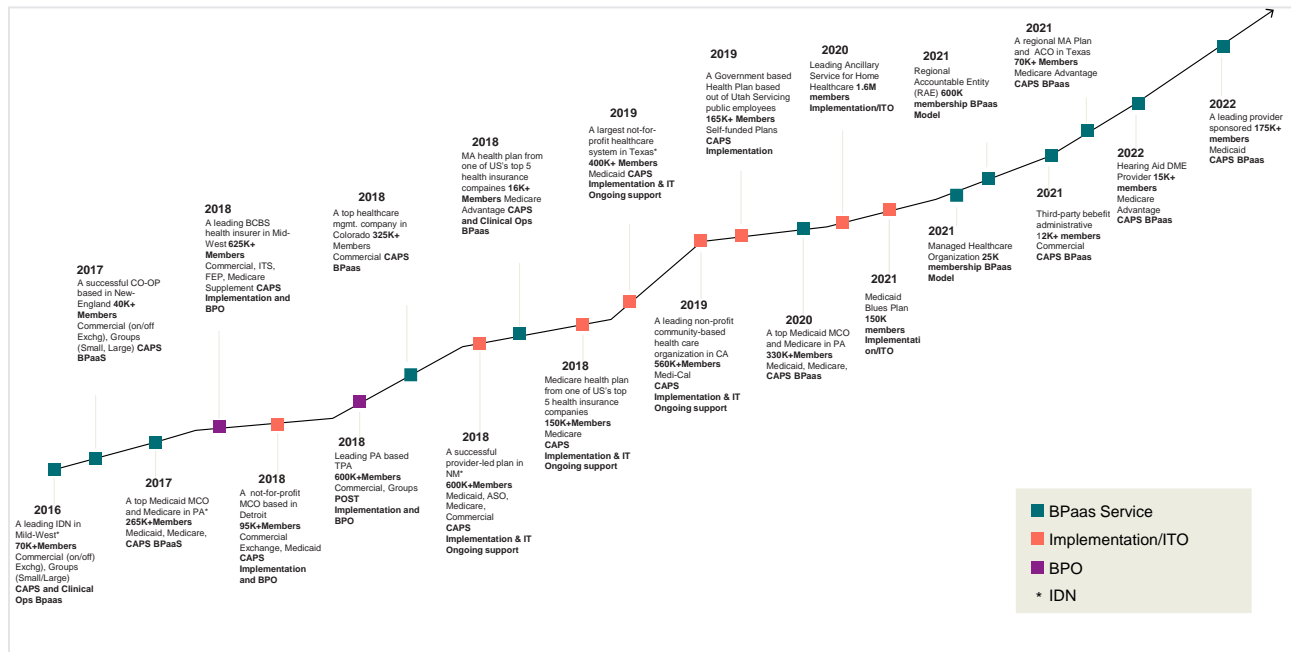 2016
A leading IDN in
Mild-West*
70K+Members
Commercial (on/off)
Exchg), Groups
(Small/Large)
CAPS and Clinical
Ops Bpaas
2017
A successful CO-OP
based in New-
England 40K+
Members
Commercial (on/off
Exchg), Groups
(Small, Large) CAPS
BPaaS
2017
A top Medicaid MCO
and Medicare in PA*
265K+Members
Medicaid, Medicare,
CAPS BPaaS
2018
A leading BCBS
health insurer in Mid-
West 625K+
Members
Commercial, ITS,
FEP, Medicare
Supplement CAPS
Implementation and
BPO
2018
A not-for-profit
MCO based in
Detroit
95K+Members
Commercial
Exchange, Medicaid
CAPS
Implementation
and BPO
2018
Leading PA based
TPA
600K+Members
Commercial, Groups
POST
Implementation and
BPO
2018
A top healthcare
mgmt. company in
Colorado 325K+
Members
Commercial CAPS
BPaas
2018
A successful
provider-led plan in
NM*
600K+Members
Medicaid, ASO,
Medicare,
Commercial
CAPS
Implementation & IT
Ongoing support
2018
MA health plan from
one of US's top 5
health insurance
compaines 16K+
Members Medicare
Advantage CAPS
and Clinical Ops
BPaas
2018
Medicare health plan
from one of US's top
5 health insurance
companies
150K+Members
Medicare
CAPS
Implementation & IT
Ongoing support
2019
A largest not-for-
profit healthcare
system in Texas*
400K+ Members
Medicaid CAPS
Implementation & IT
Ongoing support
2019
A leading non-profit
community-based
health care
organization in CA
560K+Members
Medi-Cal
CAPS
Implementation & IT
Ongoing support
2019
A Government based
Health Plan based
out of Utah Servicing
public employees
165K+ Members
Self-funded Plans
CAPS
Implementation
2020
A top Medicaid MCO
and Medicare in PA
330K+Members
Medicaid, Medicare,
CAPS BPaas
2020
Leading Ancillary
Service for Home
Healthcare 1.6M
members
Implementation/ITO
2021
Medicaid
Blues Plan
150K
members
Implementati
on/ITO
2021
Regional
Accountable Entity
(RAE) 600K
membership BPaas
Model
2021
Managed Healthcare
Organization 25K
membership BPaas
Model
2021
A regional MA Plan
and ACO in Texas
70K+ Members
Medicare Advantage
CAPS BPaas
2021
Third-party bebefit
administrative
12K+ members
Commercial
CAPS BPaas
2022
Hearing Aid DME
Provider 15K+
members
Medicare
Advantage
CAPS BPaas
2022
A leading provider
sponsored 175K+
members
Medicaid
CAPS BPaas
BPaas Service
Implementation/ITO
BPO
* IDN